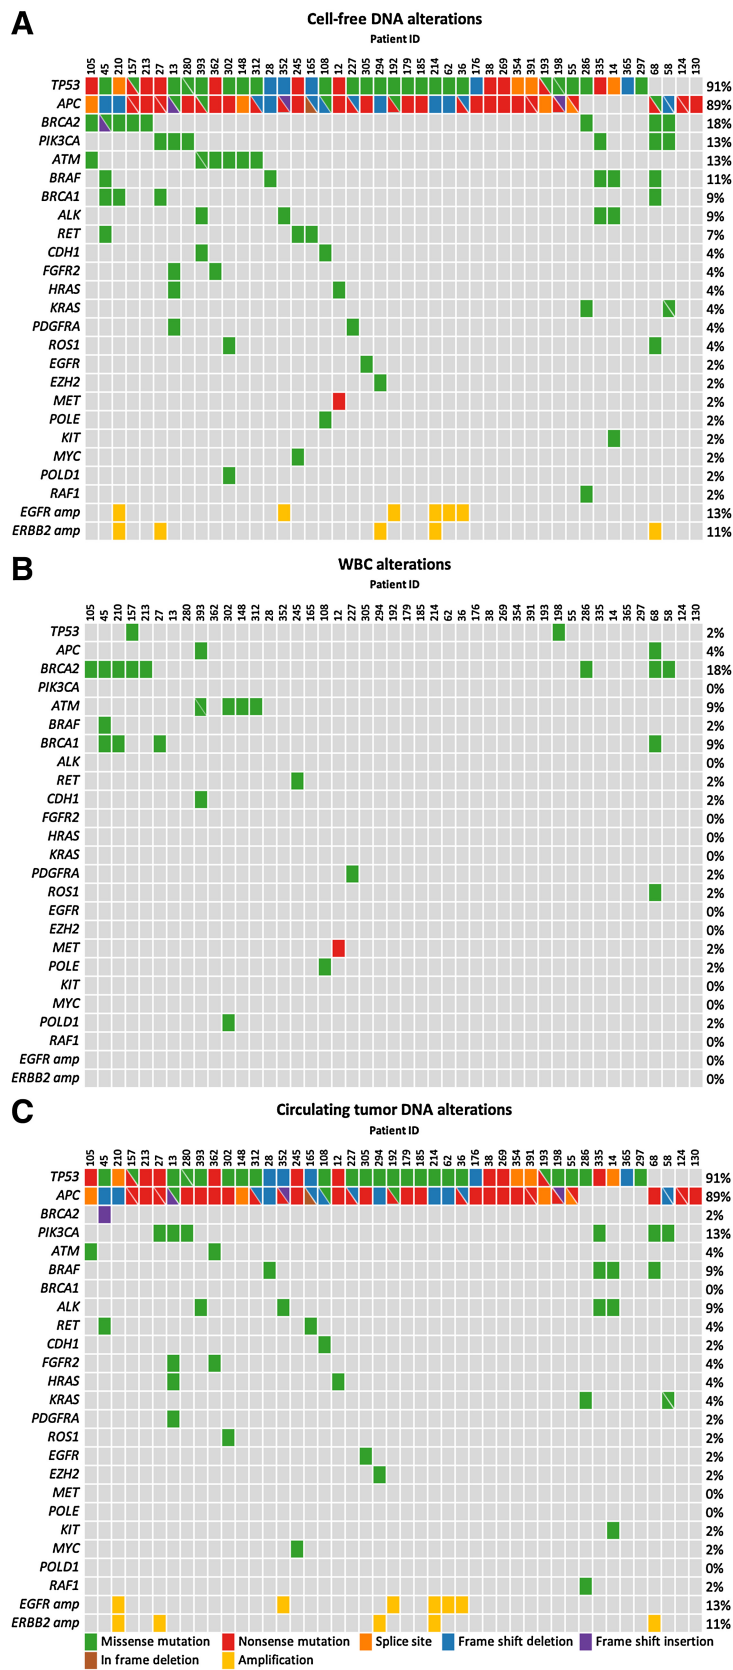 A
Cell-free DNA alterations
Patient ID
105 45 210 157 213 27 13 280 393 362 302 148 312 28 352 245 165 108 12 227 305 294 192 179 185 214 62 36 176 38 269 354 391 193 198 55 286 335 14 365 297 68 58 124 130
TP53 91%
APC 89%
BRCA2 18%
PIK3CA 13%
ATM 13%
BRAF 11%
BRCA1 9%
ALK 9%
RET 7%
CDH1 4%
FGFR2 4%
HRAS 4%
KRAS 4%
PDGFRA 4%
ROS1 4%
EGFR 2%
EZH2 2%
MET 2%
POLE 2%
KIT 2%
MYC 2%
POLD1 2%
RAF1 2%
EGFR amp 13%
ERBB2 amp 11%
B
WBC alterations
Patient ID
105 45 210 157 213 27 13 280 393 362 302 148 312 28 352 245 165 108 12 227 305 294 192 179 185 214 62 36 176 38 269 354 391 193 198 55 286 335 14 365 297 68 58 124 130
TP53 2%
APC 4%
BRCA2 18%
PIK3CA 0%
ATM 9%
BRAF 2%
BRCA1 9%
ALK 0%
RET 2%
CDH1 2%
FGFR2 0%
HRAS 0%
KRAS 0%
PDGFRA 2%
ROS1 2%
EGFR 0%
EZH2 0%
MET 2%
POLE 2%
KIT 0%
MYC 0%
POLD1 2%
RAF1 0%
EGFR amp 0%
ERBB2 amp 0%
C
Circulating tumor DNA alterations
Patient ID
105 45 210 157 213 27 13 280 393 362 302 148 312 28 352 245 165 108 12 227 305 294 192 179 185 214 62 36 176 38 269 354 391 193 198 55 286 335 14 365 297 68 58 124 130
TP53 91%
APC 89%
BRCA2 2%
PIK3CA 13%
ATM 4%
BRAF 9%
BRCA1 0%
ALK 9%
RET 4%
CDH1 2%
FGFR2 4%
HRAS 4%
KRAS 4%
PDGFRA 2%
ROS1 2%
EGFR 2%
EZH2 2%
MET 0%
POLE 0%
KIT 2%
MYC 2%
POLD1 0%
RAF1 2%
EGFR amp 13%
ERBB2 amp 11%
Missense mutation Nonsense mutation Splice site Frame shift deletion Frame shift insertion
In frame deletion Amplification